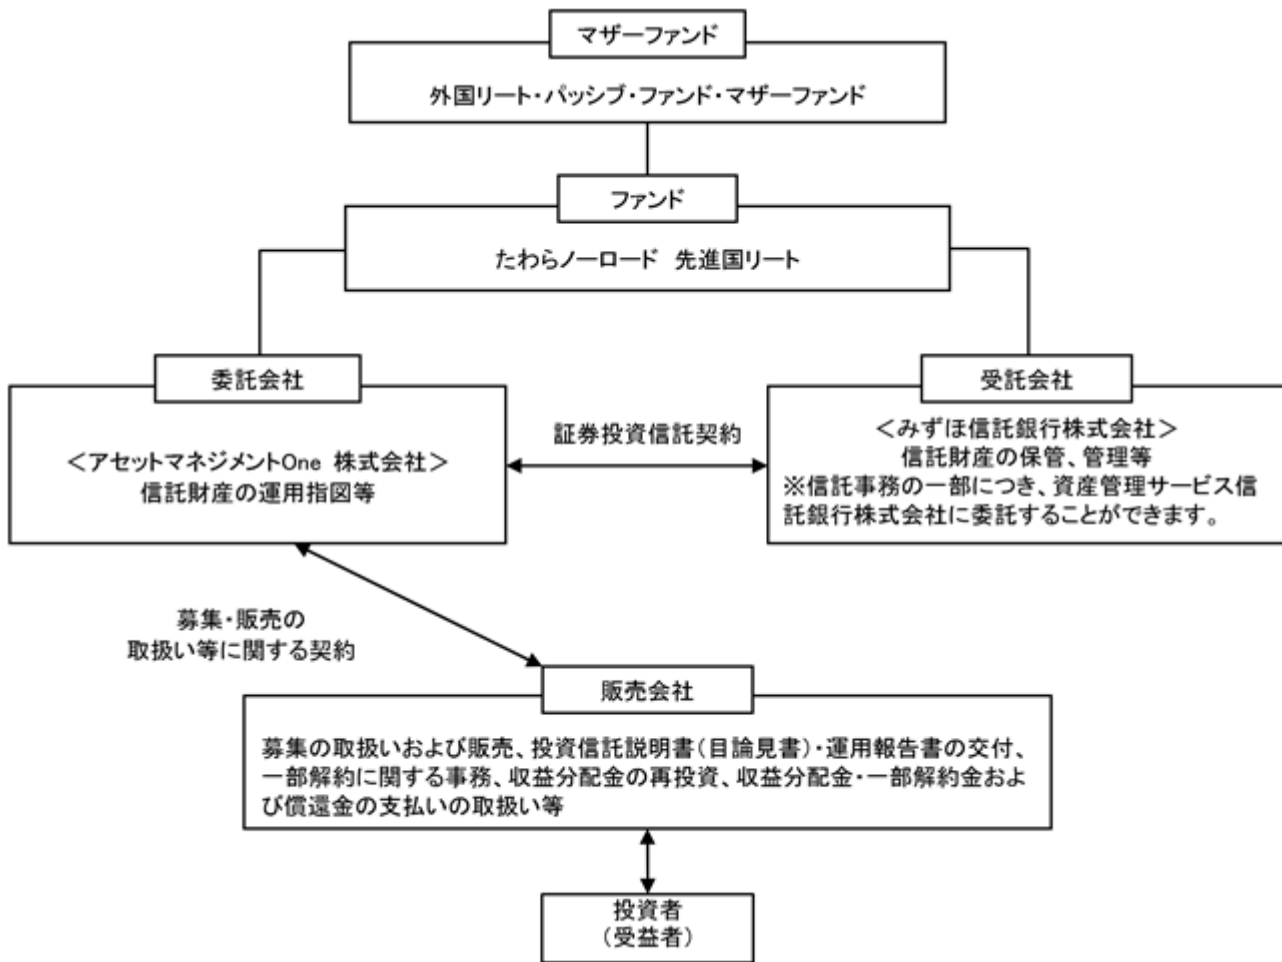 マザーファンド
外国リート・パッシブ・ファンド・マザーファンド
ファンド
たわらノーロード　先進国リート
委託会社
＜アセットマネジメントOne 株式会社＞
信託財産の運用指図等
証券投資信託契約
受託会社
＜みずほ信託銀行株式会社＞
信託財産の保管、管理等
※信託事務の一部につき、資産管理サービス信
託銀行株式会社に委託することができます。
募集・販売の
取扱い等に関する契約
販売会社
募集の取扱いおよび販売、投資信託説明書（目論見書）・運用報告書の交付、
一部解約に関する事務、収益分配金の再投資、収益分配金・一部解約金およ
び償還金の支払いの取扱い等
投資者
（受益者）